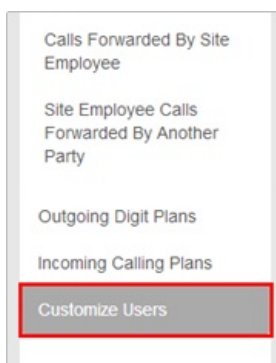 Calls Forwarded By Site
Employee
Site Employee Calls
Forwarded By Another
Party
Outgoing Digit Plans
Incoming Calling Plans
Customize Users